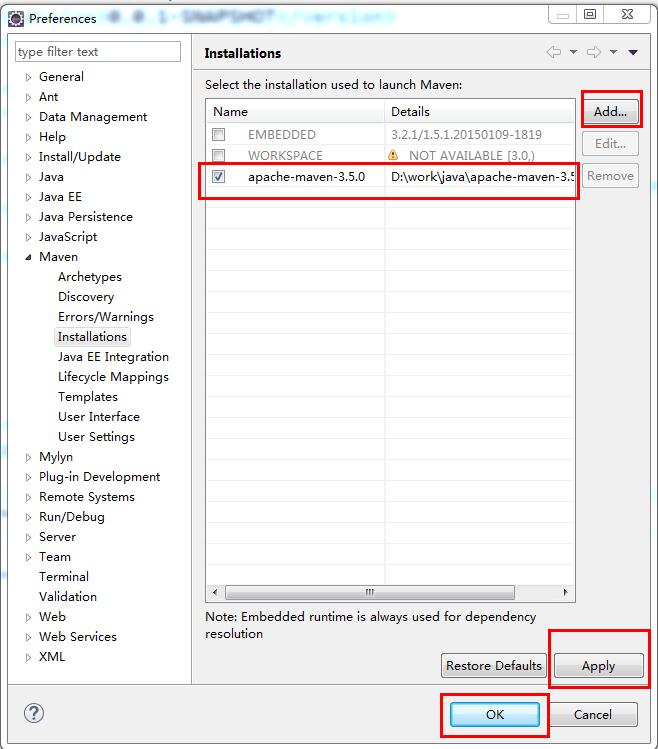 0.0.1-SNAPSHOT</version>
Preferences
type filter text
General
Ant
Data Management
Help
Install/Update
Java
Java EE
Java Persistence
JavaScript
Maven
Archetypes
Discovery
Errors/Warnings
Installations
Java EE Integration
Lifecycle Mappings
Templates
User Interface
User Settings
Mylyn
Plug-in Development
Remote Systems
Run/Debug
Server
Team
Terminal
Validation
Web
Web Services
XML
Installations
Select the installation used to launch Maven:
Name Details
EMBEDDED 3.2.1/1.5.1.20150109-1819
WORKSPACE NOT AVAILABLE [3.0,)
apache-maven-3.5.0 D:\work\java\apache-maven-3.5
Add...
Edit...
Remove
Note: Embedded runtime is always used for dependency
resolution
Restore Defaults Apply
OK Cancel